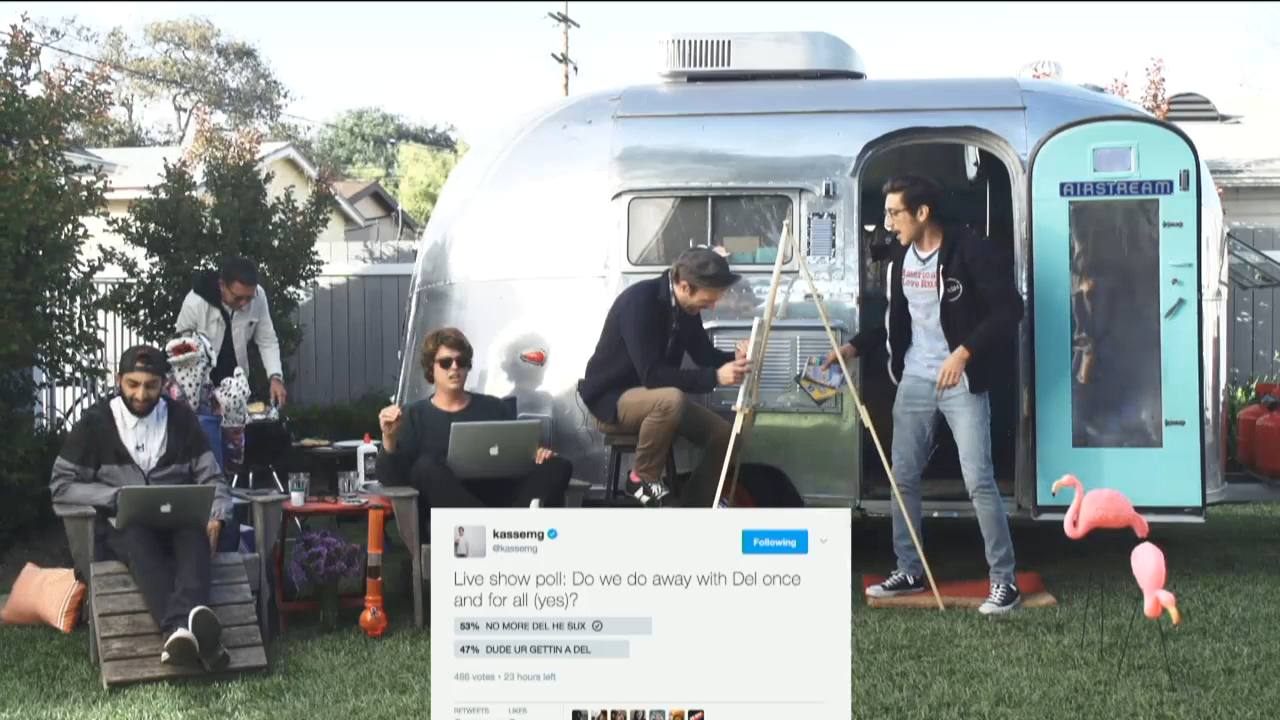 AIRSTREAM
kassemg
@kassemg
Following
Live show poll: Do we do away with Del once
and for all (yes)?
53% NO MORE DEL HE SUX
47% DUDE UR GETTIN A DEL
486 votes • 23 hours left
RETWEETS LIKES